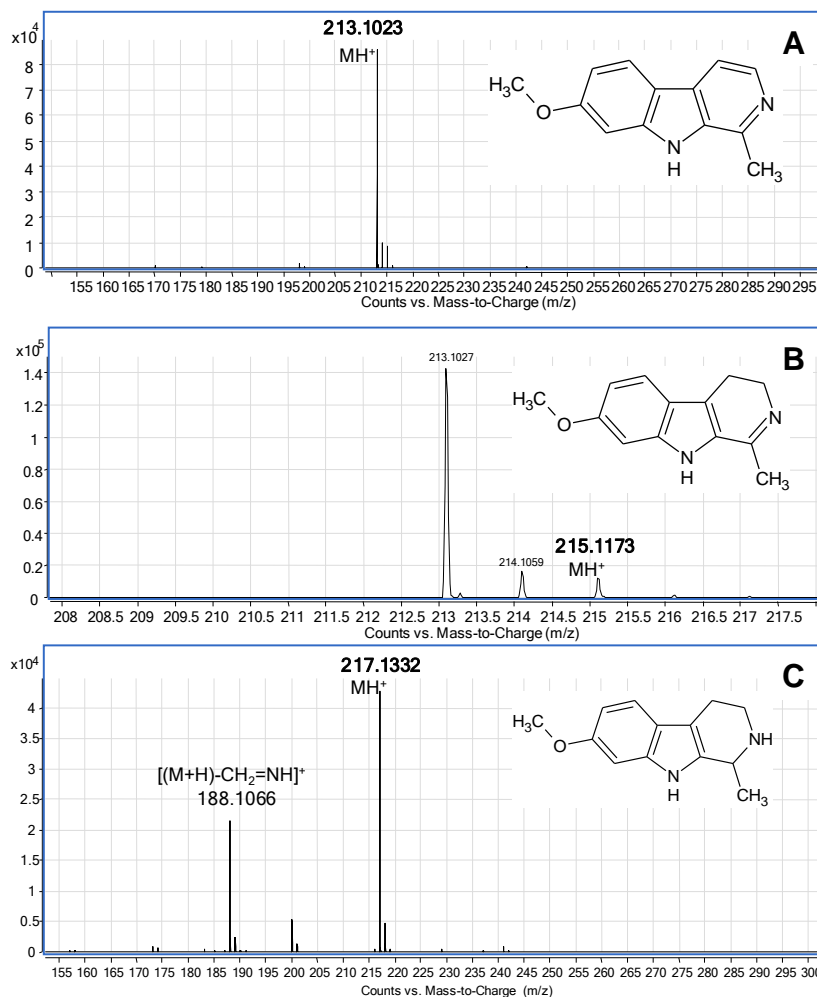 213.1023
A
x10⁴
MH⁺
8
7
6
5
4
3
2
1
0
H₃C
O
N
N
H
CH₃
155 160 165 170 175 180 185 190 195 200 205 210 215 220 225 230 235 240 245 250 255 260 265 270 275 280 285 290 295
Counts vs. Mass-to-Charge (m/z)
x10⁵
B
213.1027
1.4
1.2
1
0.8
0.6
0.4
0.2
0
H₃C
O
N
N
H
CH₃
215.1173
214.1059
MH⁺
208 208.5 209 209.5 210 210.5 211 211.5 212 212.5 213 213.5 214 214.5 215 215.5 216 216.5 217 217.5
Counts vs. Mass-to-Charge (m/z)
x10⁴
217.1332
C
MH⁺
4
3.5
3
2.5
2
1.5
1
0.5
0
H₃C
O
NH
N
H
CH₃
[(M+H)-CH₂=NH]⁺
188.1066
155 160 165 170 175 180 185 190 195 200 205 210 215 220 225 230 235 240 245 250 255 260 265 270 275 280 285 290 295 300
Counts vs. Mass-to-Charge (m/z)